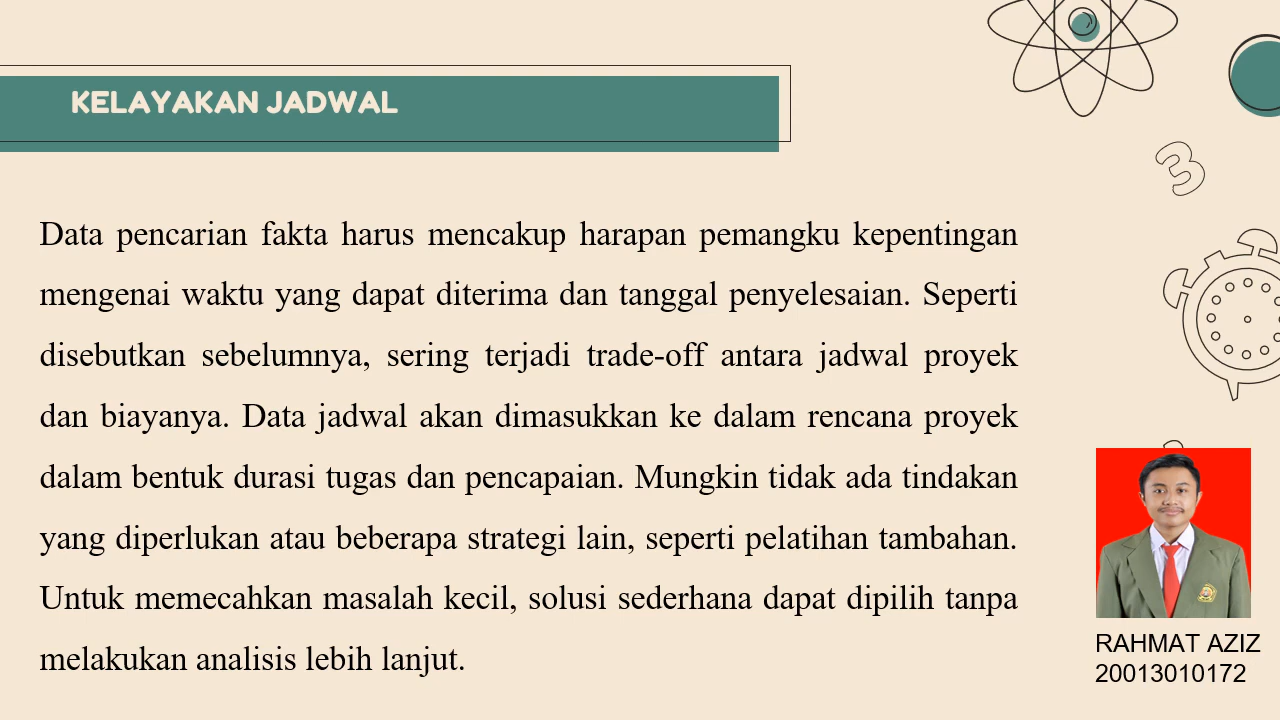 KELAYAKAN JADWAL
3
Data pencarian fakta harus mencakup harapan pemangku kepentingan
mengenai waktu yang dapat diterima dan tanggal penyelesaian. Seperti
disebutkan sebelumnya, sering terjadi trade-off antara jadwal proyek
dan biayanya. Data jadwal akan dimasukkan ke dalam rencana proyek
dalam bentuk durasi tugas dan pencapaian. Mungkin tidak ada tindakan
yang diperlukan atau beberapa strategi lain, seperti pelatihan tambahan.
Untuk memecahkan masalah kecil, solusi sederhana dapat dipilih tanpa
melakukan analisis lebih lanjut.
RAHMAT AZIZ
20013010172